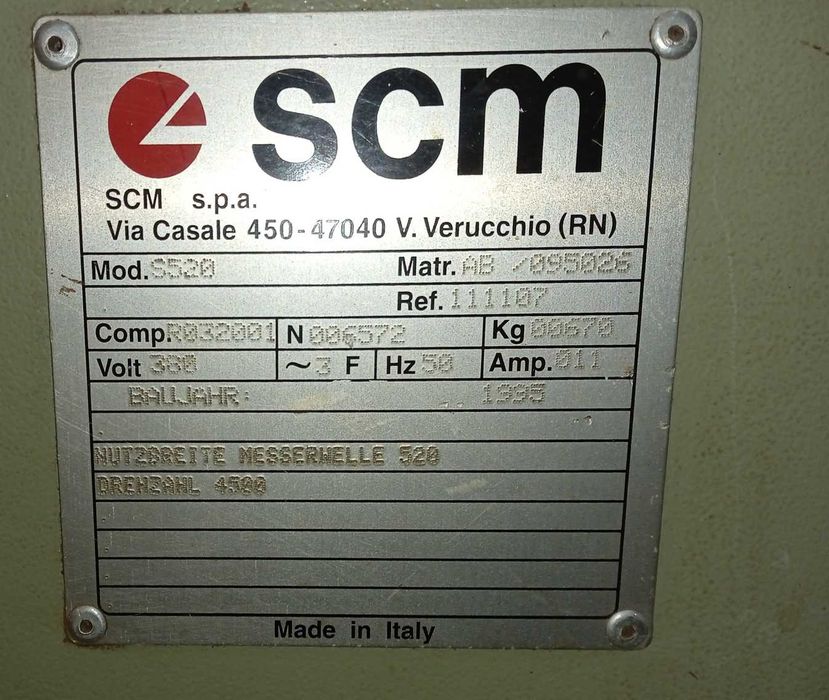 scm
SCM s.p.a.
Via Casale 450-47040 V. Verucchio (RN)
Mod. S520 Matr. AB /095026
Ref. 111107
Comp. R032001 N 006572 Kg 00670
Volt 380 ~ 3 F Hz 50 Amp. 011
BAUJAHR: 1995
NUTZBREITE MESSERWELLE 520
DREHZAHL 4500
Made in Italy